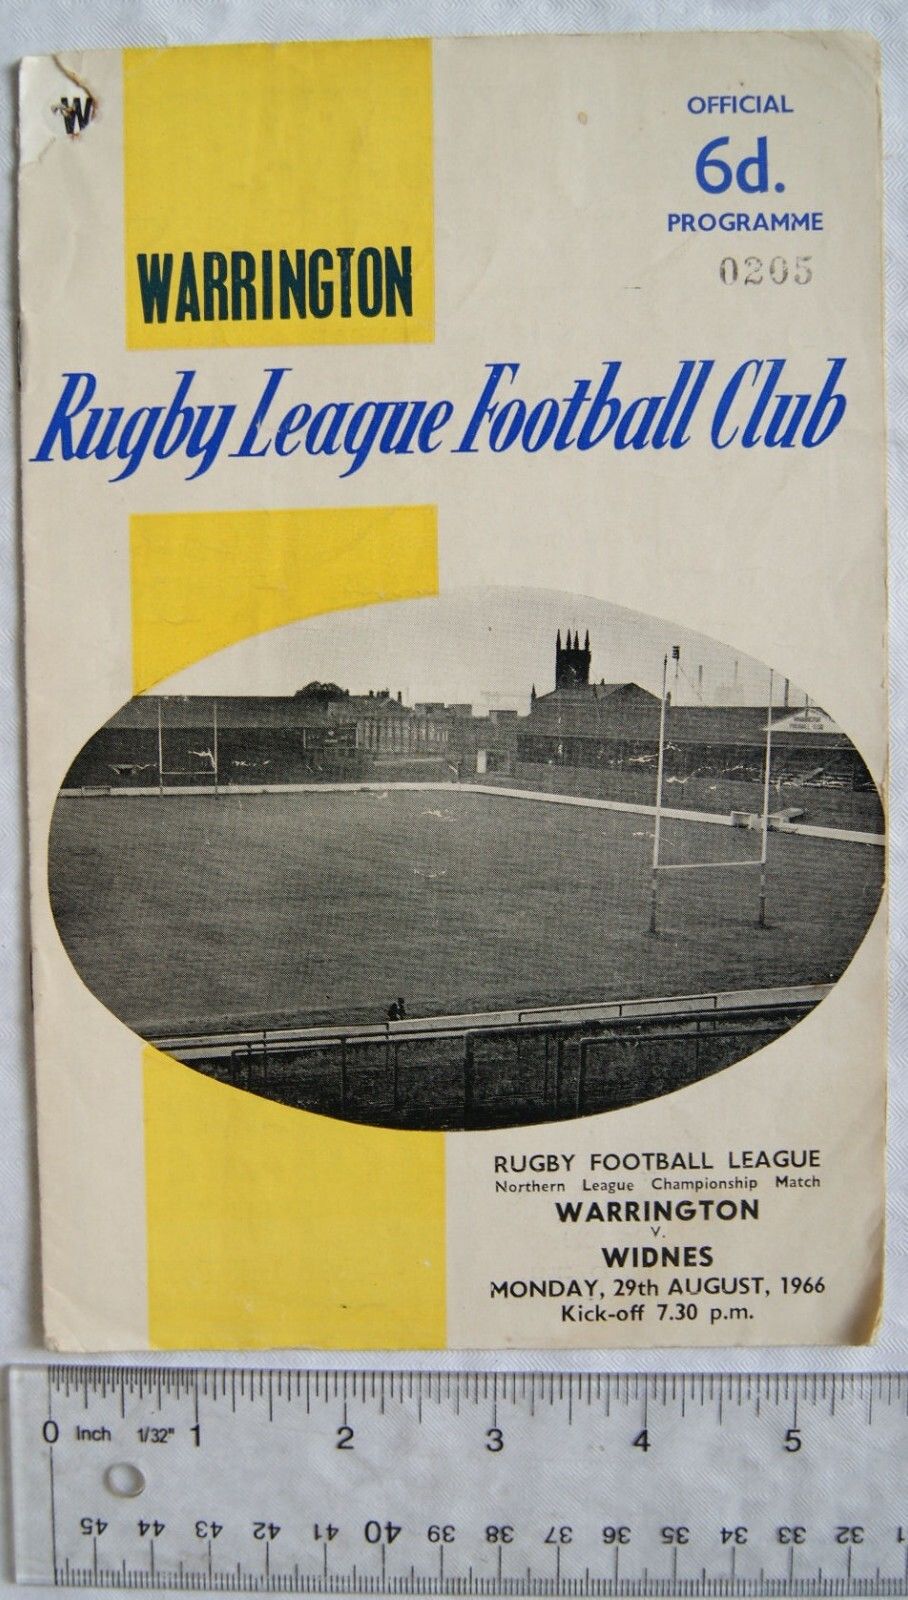 W
OFFICIAL
6d.
PROGRAMME
0205
WARRINGTON
Rugby League Football Club
RUGBY FOOTBALL LEAGUE
Northern League Championship Match
WARRINGTON
V.
WIDNES
MONDAY, 29th AUGUST, 1966
Kick-off 7.30 p.m.
0 Inch 1/32" 1 2 3 4 5
45 44 43 42 41 40 39 38 37 36 35 34 33 32